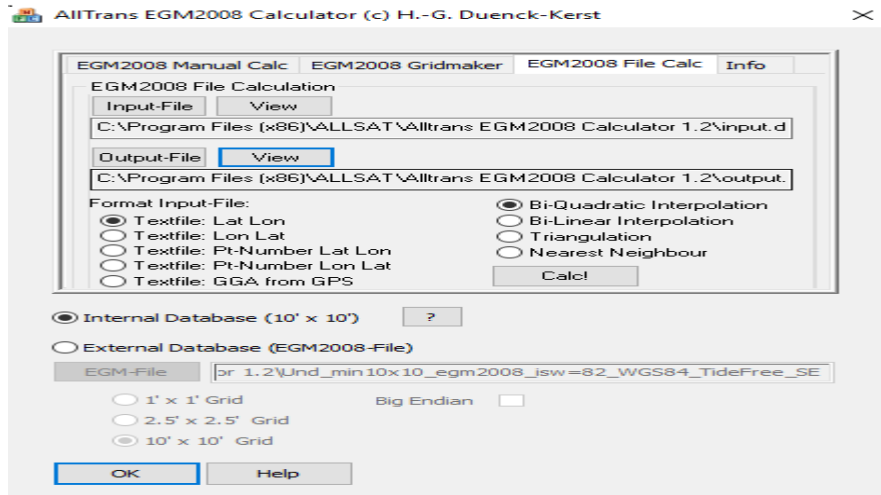 AllTrans EGM2008 Calculator (c) H.-G. Duenck-Kerst
EGM2008 Manual Calc EGM2008 Gridmaker EGM2008 File Calc Info
EGM2008 File Calculation
Input-File View
C:\Program Files (x86)\ALLSAT\Alltrans EGM2008 Calculator 1.2\input.d
Output-File View
C:\Program Files (x86)\ALLSAT\Alltrans EGM2008 Calculator 1.2\output.
Format Input-File:
Textfile: Lat Lon
Textfile: Lon Lat
Textfile: Pt-Number Lat Lon
Textfile: Pt-Number Lon Lat
Textfile: GGA from GPS
Bi-Quadratic Interpolation
Bi-Linear Interpolation
Triangulation
Nearest Neighbour
Calc!
Internal Database (10' x 10') ?
External Database (EGM2008-File)
EGM-File or 1.2\Und_min10x10_egm2008_isw=82_WGS84_TideFree_SE
1' x 1' Grid Big Endian
2.5' x 2.5' Grid
10' x 10' Grid
OK Help